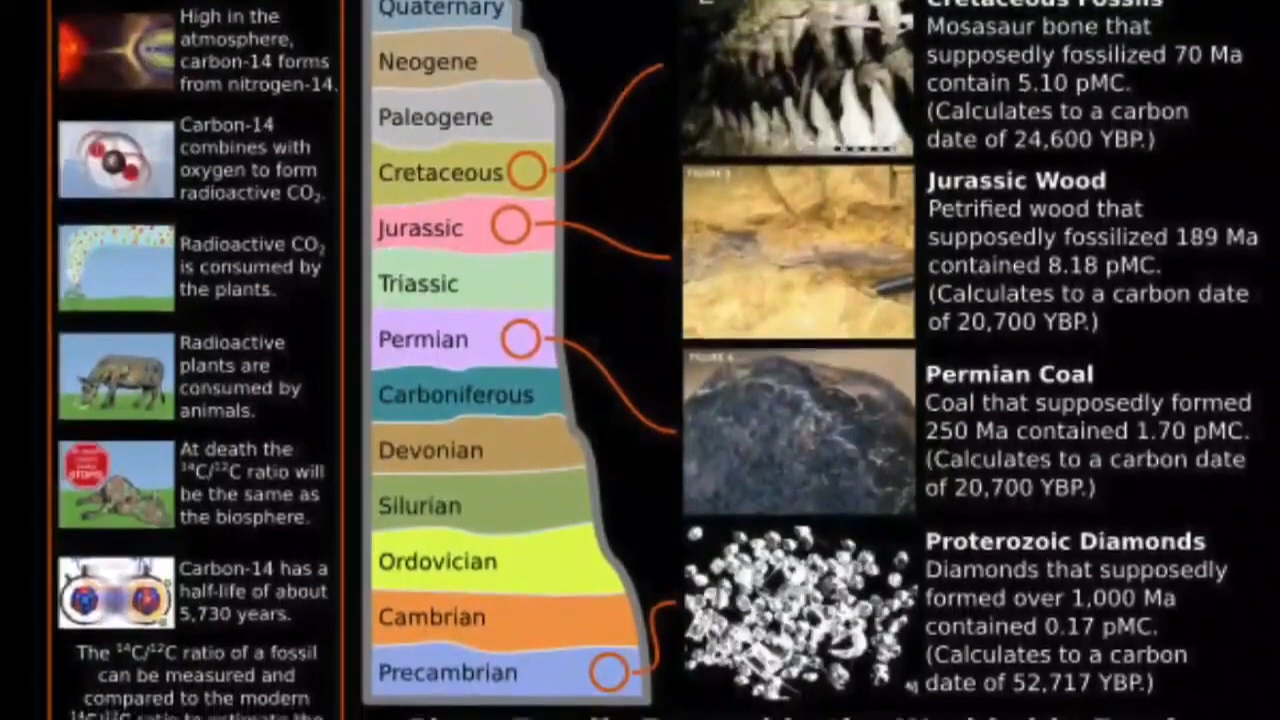 High in the
atmosphere,
carbon-14 forms
from nitrogen-14.
Carbon-14
combines with
oxygen to form
radioactive CO₂.
Radioactive CO₂
is consumed by
the plants.
Radioactive
plants are
consumed by
animals.
At death the
¹⁴C/¹²C ratio will
be the same as
the biosphere.
Carbon-14 has a
half-life of about
5,730 years.
The ¹⁴C/¹²C ratio of a fossil
can be measured and
compared to the modern
Quaternary
Neogene
Paleogene
Cretaceous
Jurassic
Triassic
Permian
Carboniferous
Devonian
Silurian
Ordovician
Cambrian
Precambrian
Cretaceous Fossils
Mosasaur bone that
supposedly fossilized 70 Ma
contain 5.10 pMC.
(Calculates to a carbon
date of 24,600 YBP.)
Jurassic Wood
Petrified wood that
supposedly fossilized 189 Ma
contained 8.18 pMC.
(Calculates to a carbon date
of 20,700 YBP.)
Permian Coal
Coal that supposedly formed
250 Ma contained 1.70 pMC.
(Calculates to a carbon date
of 20,700 YBP.)
Proterozoic Diamonds
Diamonds that supposedly
formed over 1,000 Ma
contained 0.17 pMC.
(Calculates to a carbon
date of 52,717 YBP.)